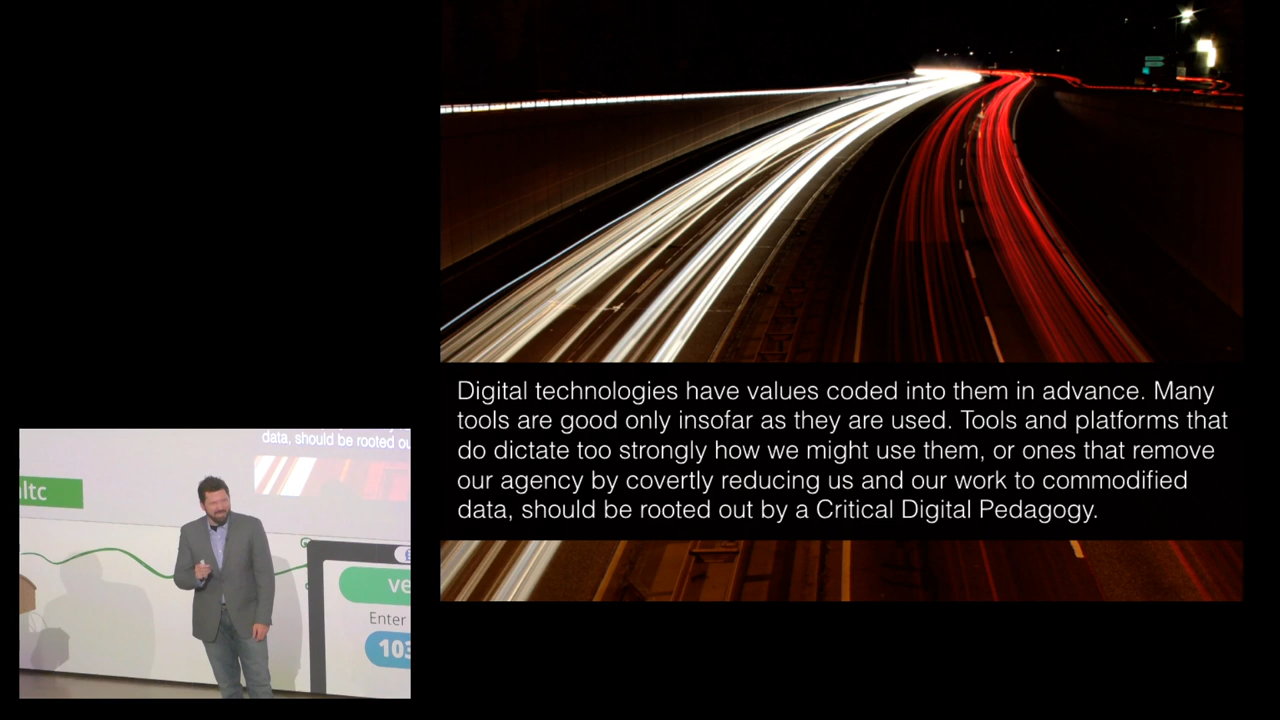 Digital technologies have values coded into them in advance. Many
tools are good only insofar as they are used. Tools and platforms that
do dictate too strongly how we might use them, or ones that remove
our agency by covertly reducing us and our work to commodified
data, should be rooted out by a Critical Digital Pedagogy.
data, should be rooted ou
ltc
ve
Enter
103